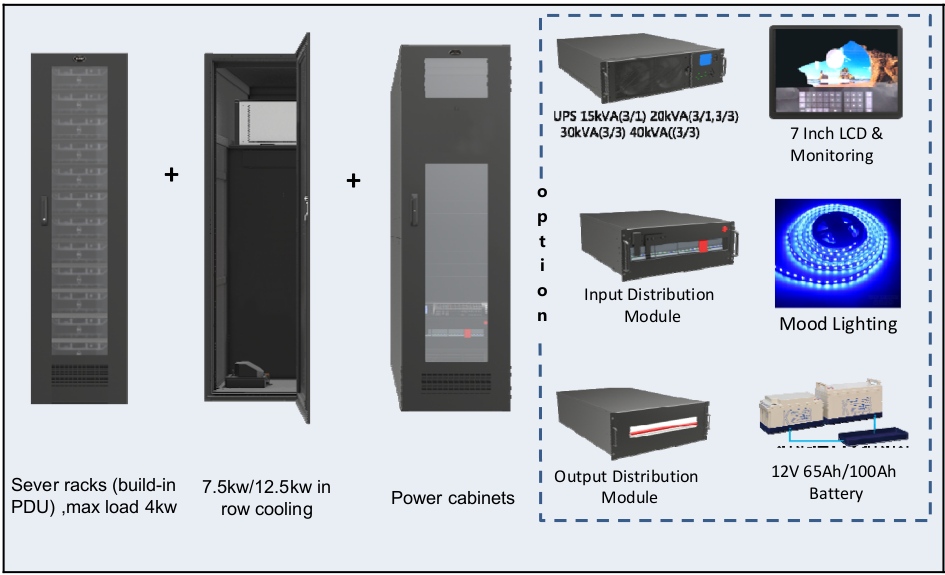 +
+
Sever racks (build-in
PDU) ,max load 4kw
7.5kw/12.5kw in
row cooling
Power cabinets
o
p
t
i
o
n
UPS 15kVA(3/1) 20kVA(3/1,3/3)
30kVA(3/3) 40kVA((3/3)
7 Inch LCD &
Monitoring
Input Distribution
Module
Mood Lighting
Output Distribution
Module
12V 65Ah/100Ah
Battery